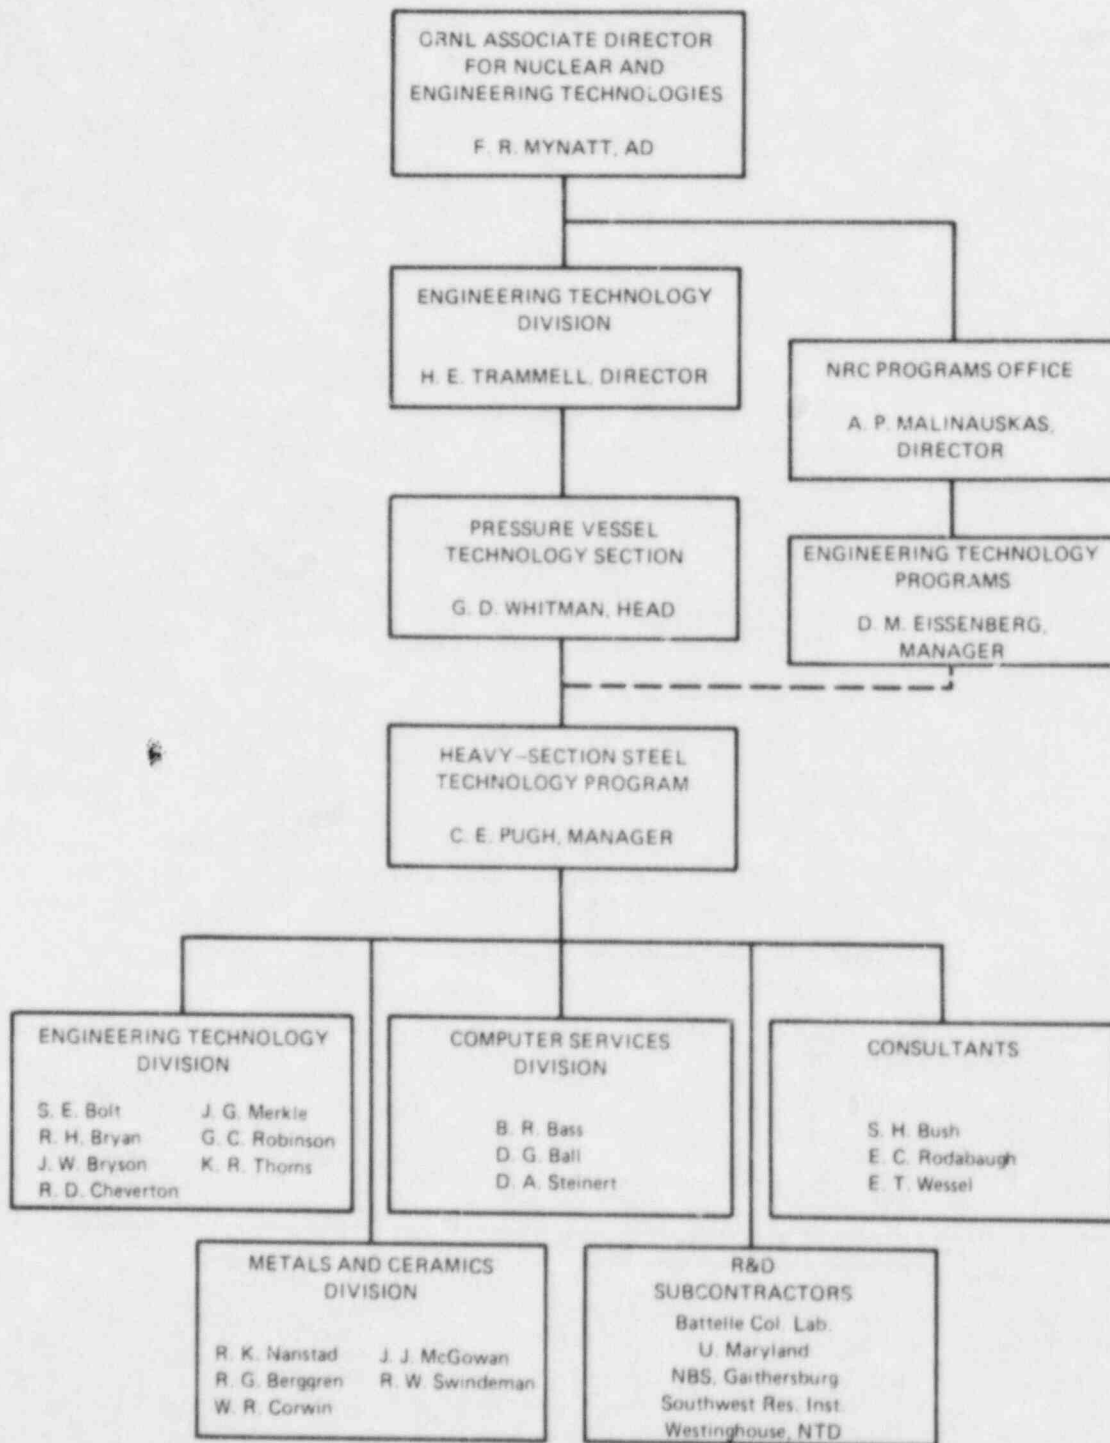 ORNL ASSOCIATE DIRECTOR
FOR NUCLEAR AND
ENGINEERING TECHNOLOGIES
F. R. MYNATT, AD
ENGINEERING TECHNOLOGY
DIVISION
H. E. TRAMMELL, DIRECTOR
NRC PROGRAMS OFFICE
A. P. MALINAUSKAS,
DIRECTOR
PRESSURE VESSEL
TECHNOLOGY SECTION
G. D. WHITMAN, HEAD
ENGINEERING TECHNOLOGY
PROGRAMS
D. M. EISSENBERG,
MANAGER
HEAVY-SECTION STEEL
TECHNOLOGY PROGRAM
C. E. PUGH, MANAGER
ENGINEERING TECHNOLOGY
DIVISION
S. E. Bolt
R. H. Bryan
J. W. Bryson
R. D. Cheverton
J. G. Merkle
G. C. Robinson
K. R. Thoms
COMPUTER SERVICES
DIVISION
B. R. Bass
D. G. Ball
D. A. Steinert
CONSULTANTS
S. H. Bush
E. C. Rodabaugh
E. T. Wessel
METALS AND CERAMICS
DIVISION
R. K. Nanstad
R. G. Berggren
W. R. Corwin
J. J. McGowan
R. W. Swindeman
R&D
SUBCONTRACTORS
Battelle Col. Lab.
U. Maryland
NBS, Gaithersburg
Southwest Res. Inst.
Westinghouse, NTD